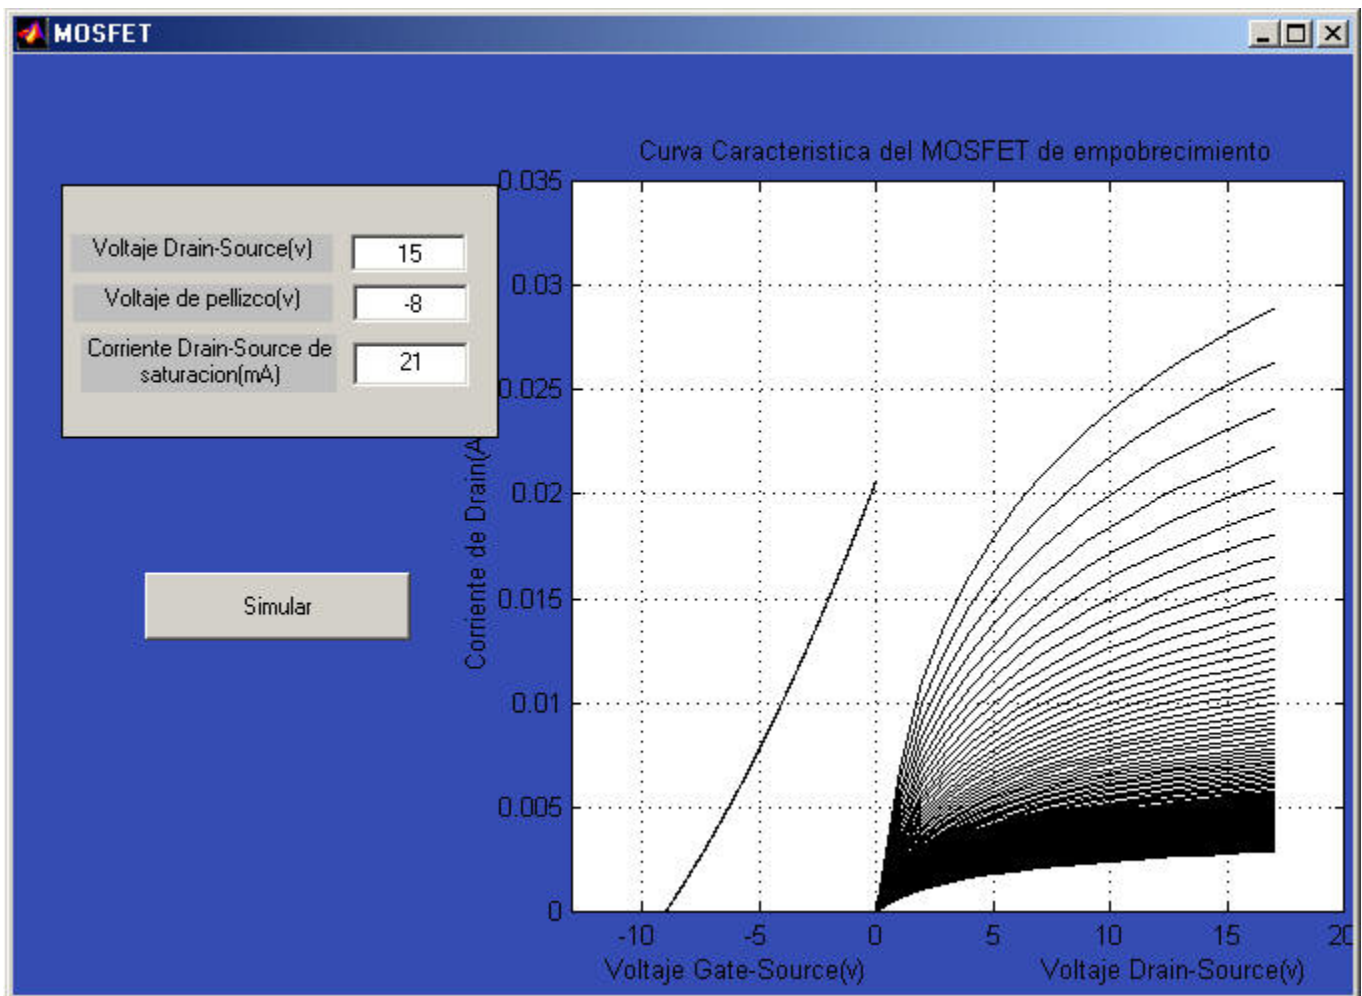 MOSFET
Voltaje Drain-Source(v)
15
Voltaje de pellizco(v)
-8
Corriente Drain-Source de
saturacion(mA)
21
Simular
Curva Caracteristica del MOSFET de empobrecimiento
0.035
0.03
0.025
0.02
0.015
0.01
0.005
0
Corriente de Drain(A
-10 -5 0 5 10 15 20
Voltaje Gate-Source(v) Voltaje Drain-Source(v)